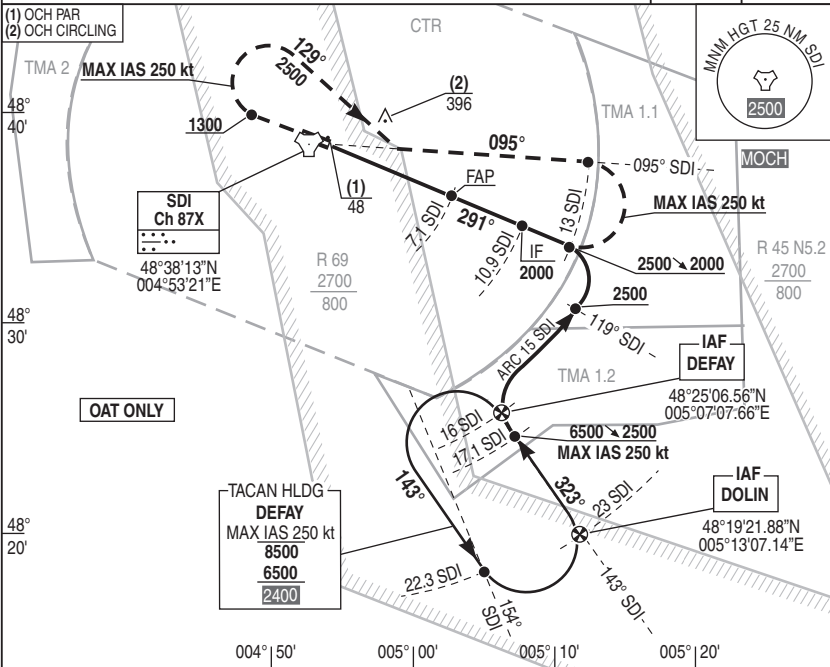 (1) OCH PAR
(2) OCH CIRCLING
CTR
MNM HGT 25 NM SDI
2500
TMA 2
MAX IAS 250 kt
129°
2500
(2)
396
48°
40'
1300
TMA 1.1
095°
095° SDI
MOCH
(1)
48
FAP
SDI
Ch 87X
48°38'13"N
004°53'21"E
7.1 SDI
291°
10.9 SDI
IF
2000
13 SDI
MAX IAS 250 kt
2500 ↘ 2000
R 69
2700
800
R 45 N5.2
2700
800
2500
48°
30'
119° SDI
ARC 15 SDI
TMA 1.2
IAF
DEFAY
48°25'06.56"N
005°07'07.66"E
OAT ONLY
16 SDI
17.1 SDI
6500 ↘ 2500
MAX IAS 250 kt
143°
323°
23 SDI
IAF
DOLIN
48°19'21.88"N
005°13'07.14"E
TACAN HLDG
DEFAY
MAX IAS 250 kt
8500
6500
2400
48°
20'
22.3 SDI
154°
SDI
143° SDI
004° 50'
005° 00'
005° 10'
005° 20'